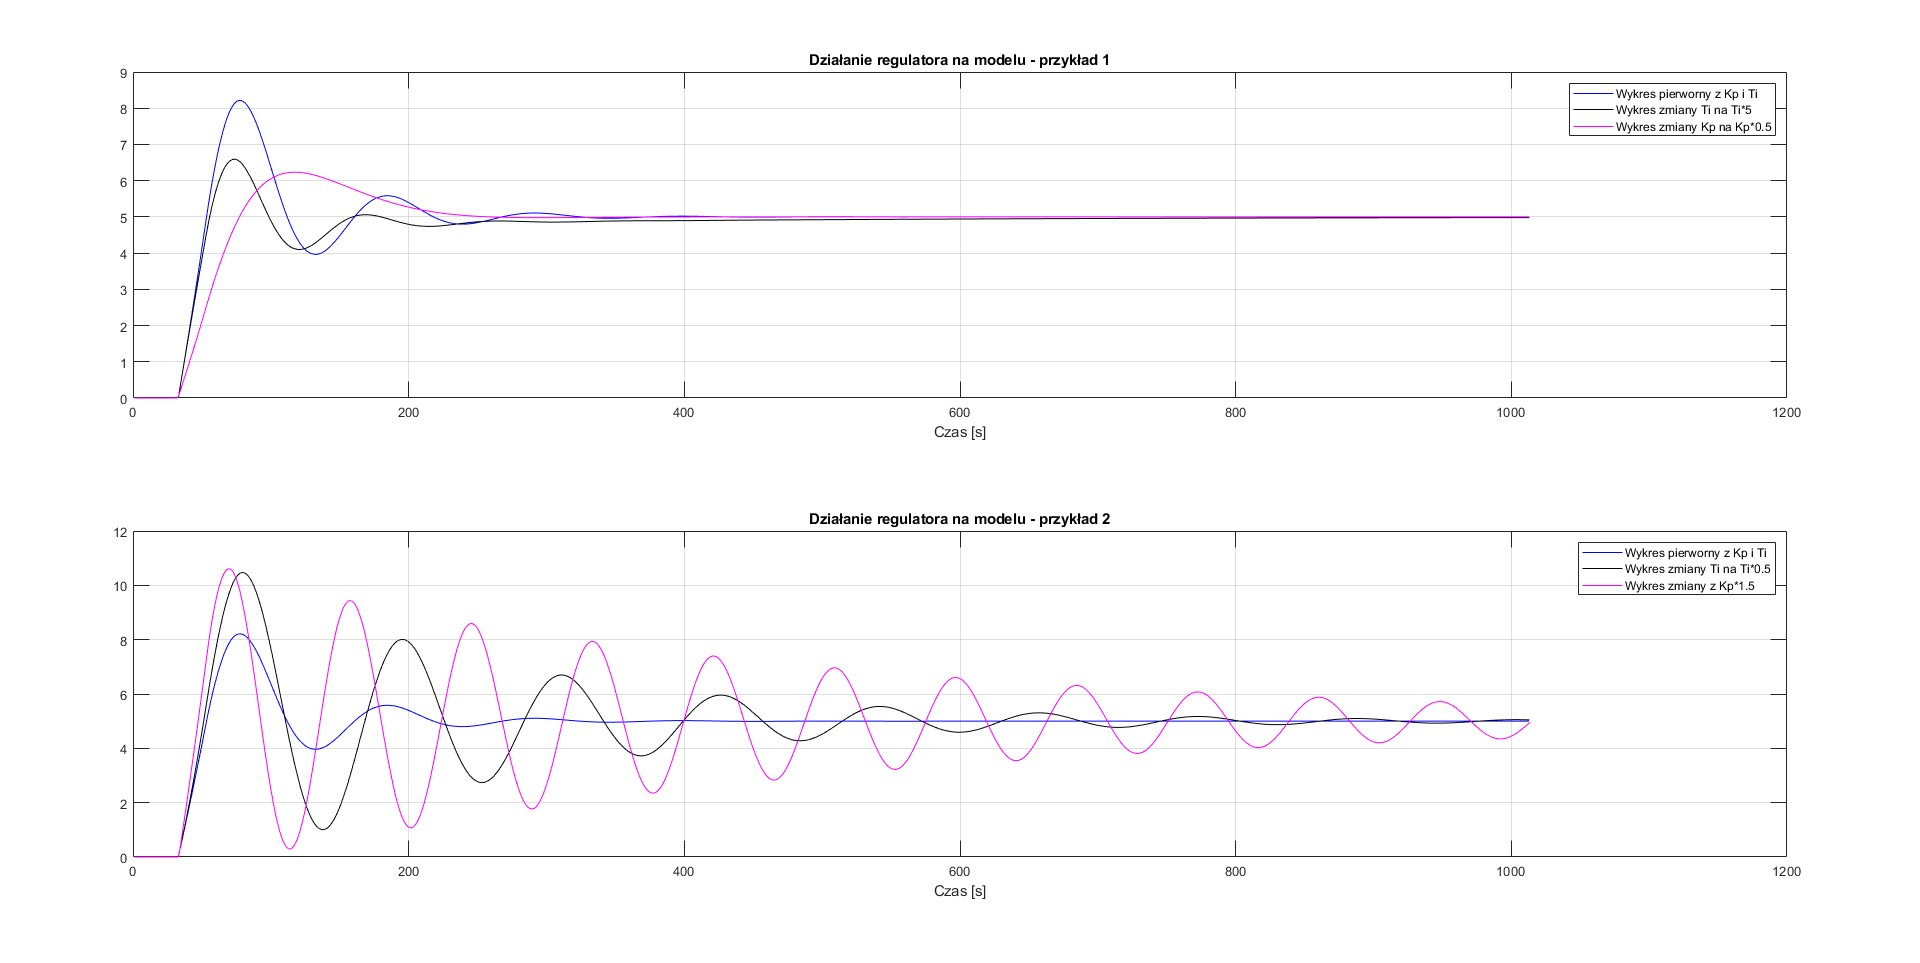 Działanie regulatora na modelu - przykład 1
9
8
7
6
5
4
3
2
1
0
Wykres pierworny z Kp i Ti
Wykres zmiany Ti na Ti*5
Wykres zmiany Kp na Kp*0.5
0 200 400 600 800 1000 1200
Czas [s]
Działanie regulatora na modelu - przykład 2
12
10
8
6
4
2
0
Wykres pierworny z Kp i Ti
Wykres zmiany Ti na Ti*0.5
Wykres zmiany z Kp*1.5
0 200 400 600 800 1000 1200
Czas [s]